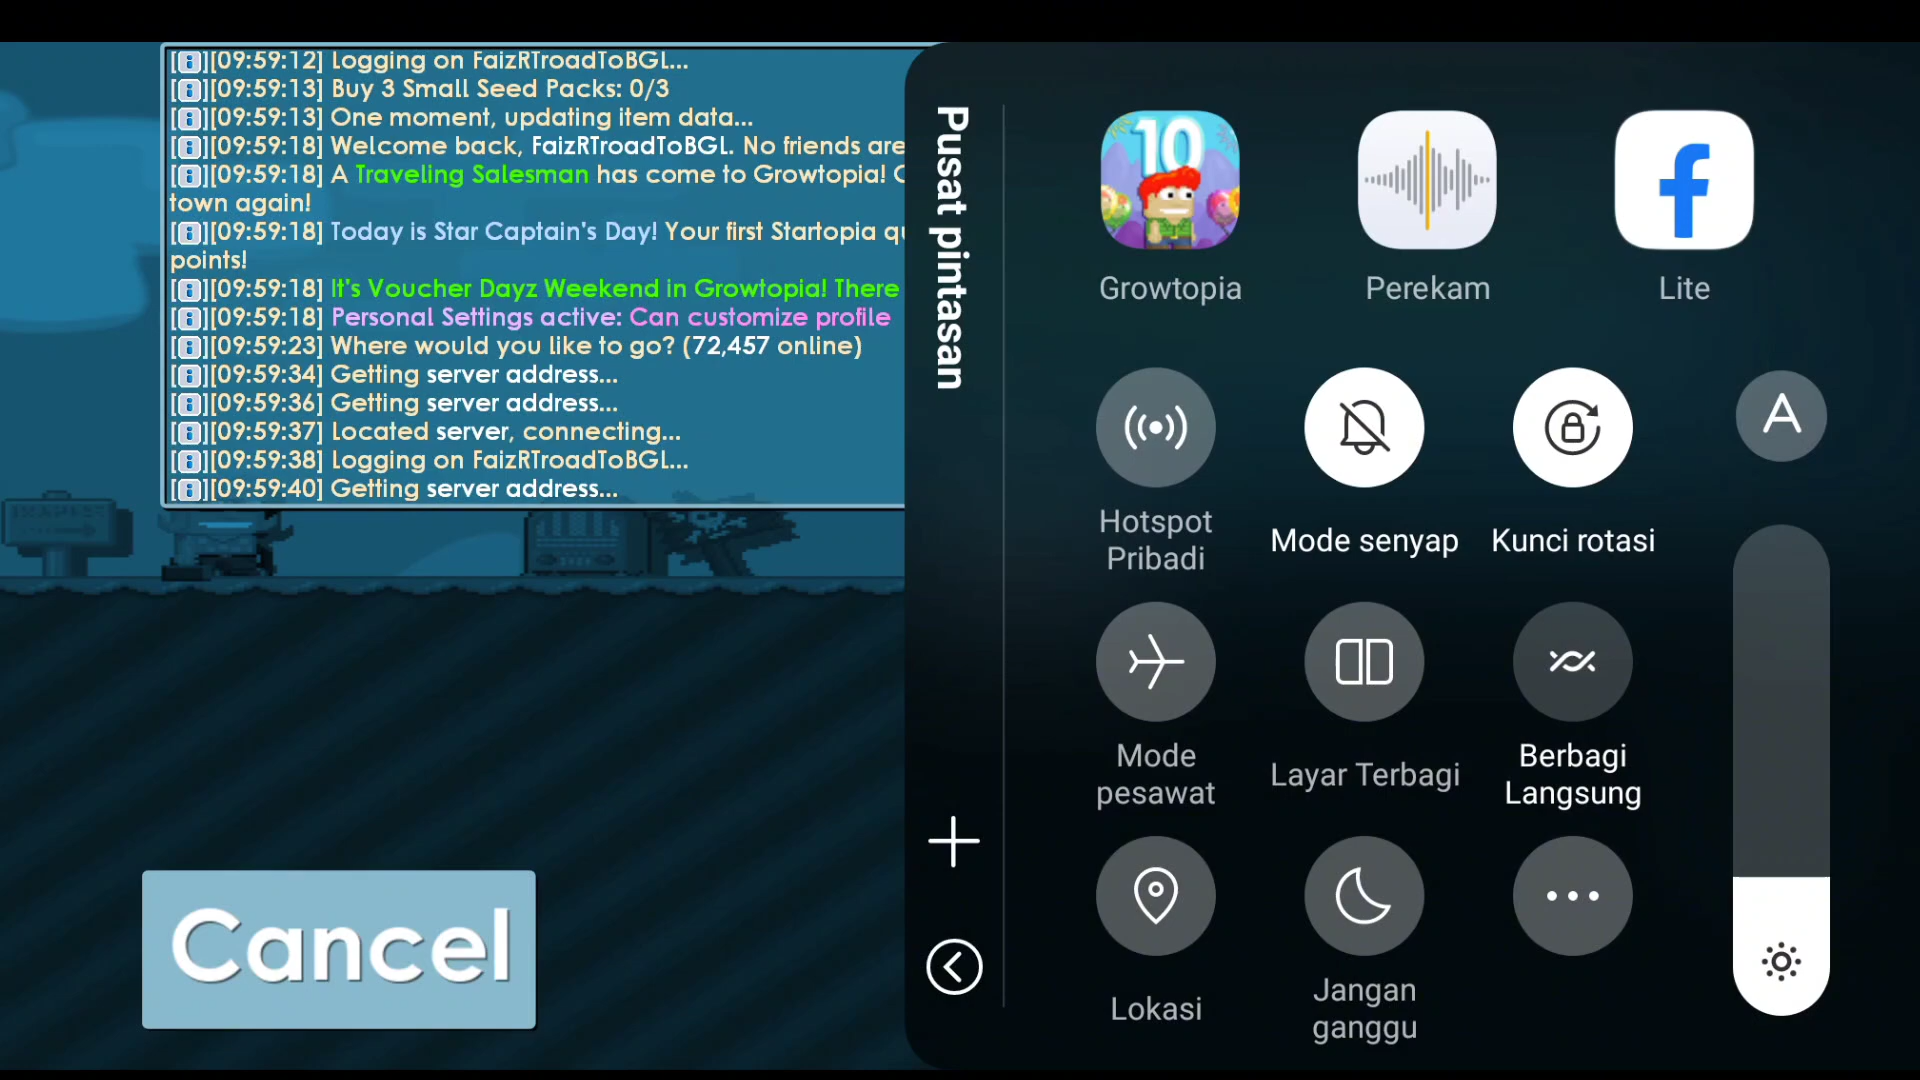 [i][09:59:12] Logging on FaizRTroadToBGL...
[i][09:59:13] Buy 3 Small Seed Packs: 0/3
[i][09:59:13] One moment, updating item data...
[i][09:59:18] Welcome back, FaizRTroadToBGL. No friends are
[i][09:59:18] A Traveling Salesman has come to Growtopia!
town again!
[i][09:59:18] Today is Star Captain's Day! Your first Startopia
points!
[i][09:59:18] It's Voucher Dayz Weekend in Growtopia! There
[i][09:59:18] Personal Settings active: Can customize profile
[i][09:59:23] Where would you like to go? (72,457 online)
[i][09:59:34] Getting server address...
[i][09:59:36] Getting server address...
[i][09:59:37] Located server, connecting...
[i][09:59:38] Logging on FaizRTroadToBGL...
[i][09:59:40] Getting server address...
Cancel
Pusat pintasan
10
Growtopia
Perekam
Lite
A
Hotspot
Pribadi
Mode senyap
Kunci rotasi
Mode
pesawat
Layar Terbagi
Berbagi
Langsung
Lokasi
Jangan
ganggu